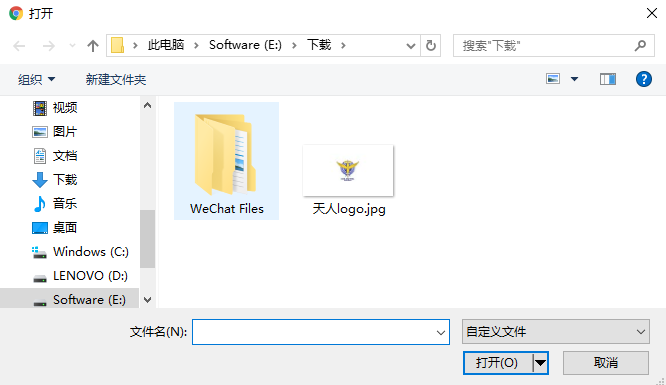 打开
此电脑 > Software (E:) > 下载 >
搜索"下载"
组织
新建文件夹
?
视频
图片
文档
下载
音乐
桌面
Windows (C:)
LENOVO (D:)
Software (E:)
WeChat Files
天人logo.jpg
文件名(N):
自定义文件
打开(O)
取消